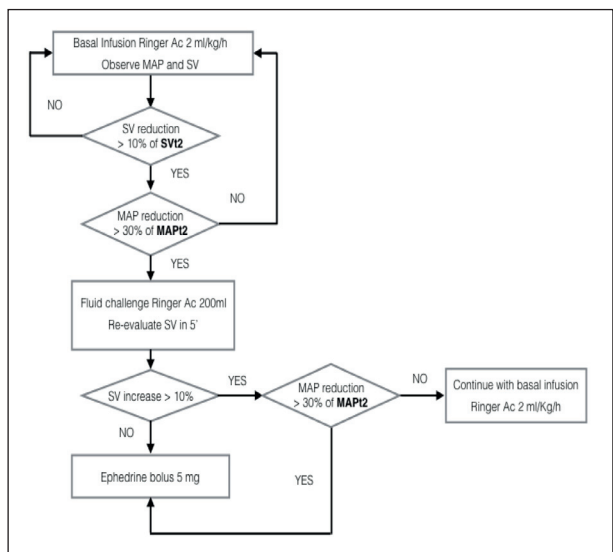 Basal Infusion Ringer Ac 2 ml/kg/h
Observe MAP and SV
NO
SV reduction
> 10% of SVt2
YES
NO
MAP reduction
> 30% of MAPt2
YES
Fluid challenge Ringer Ac 200ml
Re-evaluate SV in 5'
SV increase > 10%
YES
MAP reduction
> 30% of MAPt2
NO
Continue with basal infusion
Ringer Ac 2 ml/Kg/h
NO
YES
Ephedrine bolus 5 mg